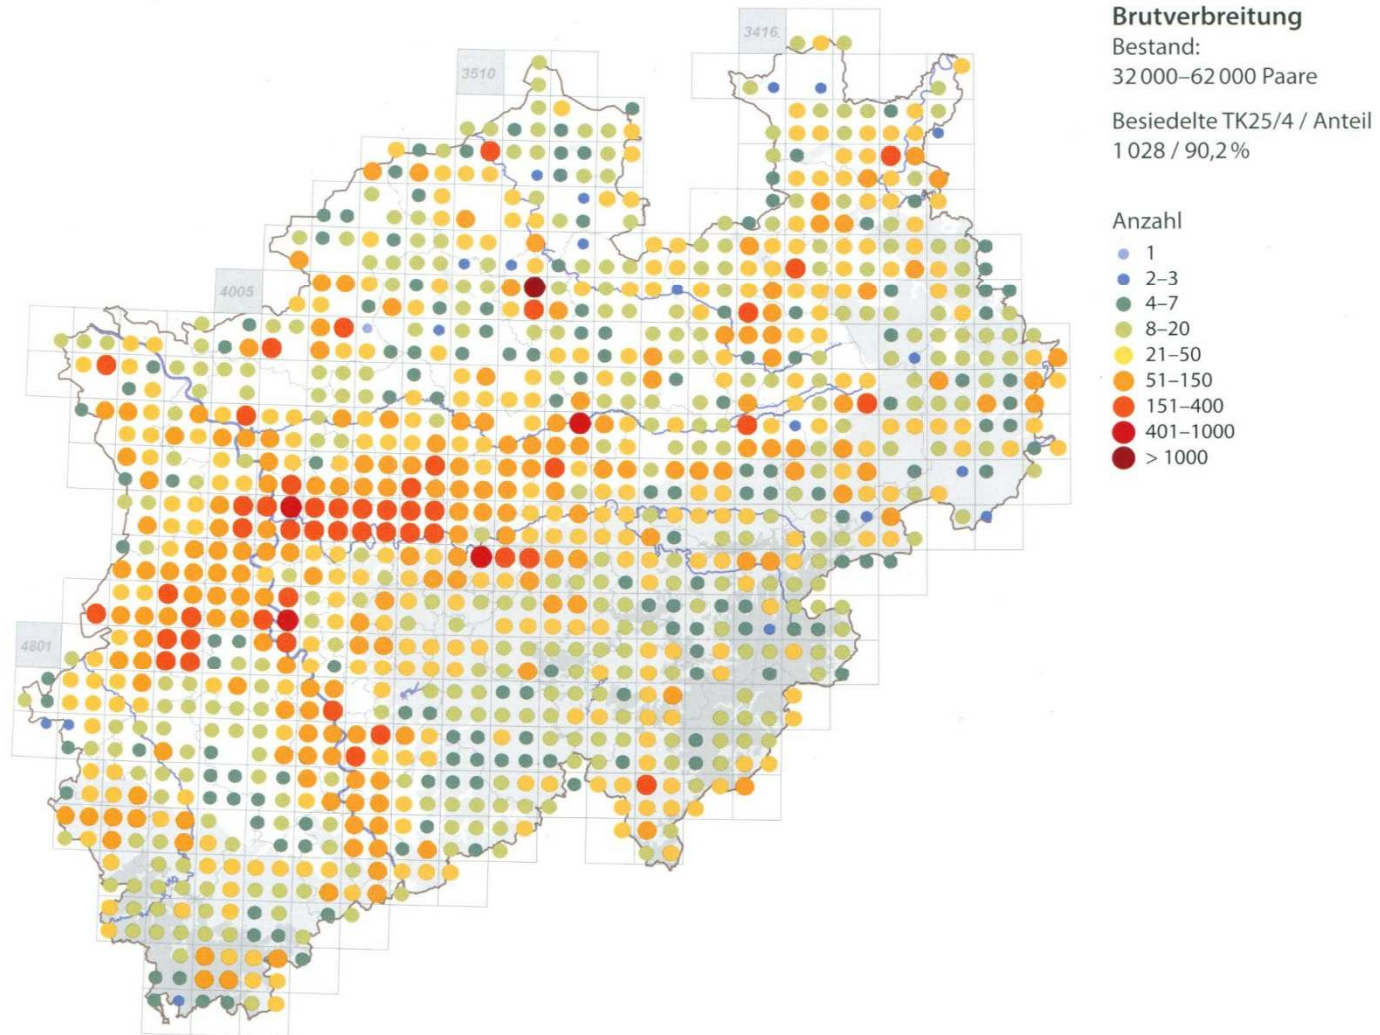 Brutverbreitung
Bestand:
32 000–62 000 Paare
Besiedelte TK25/4 / Anteil
1 028 / 90,2 %
Anzahl
1
2–3
4–7
8–20
21–50
51–150
151–400
401–1000
> 1000
3416
3510
4005
4801